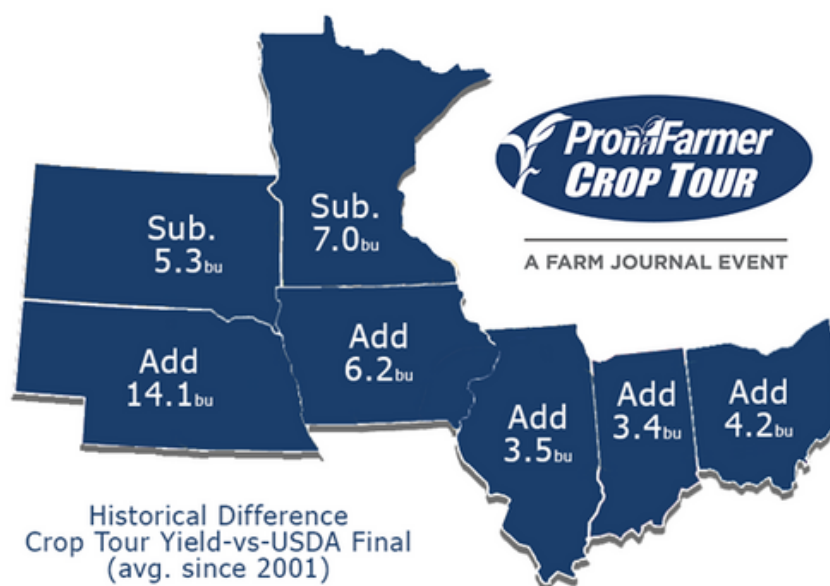 ProFarmer
CROP TOUR
A FARM JOURNAL EVENT
Sub.
7.0bu
Sub.
5.3bu
Add
14.1bu
Add
6.2bu
Add
3.5bu
Add
3.4bu
Add
4.2bu
Historical Difference
Crop Tour Yield-vs-USDA Final
(avg. since 2001)